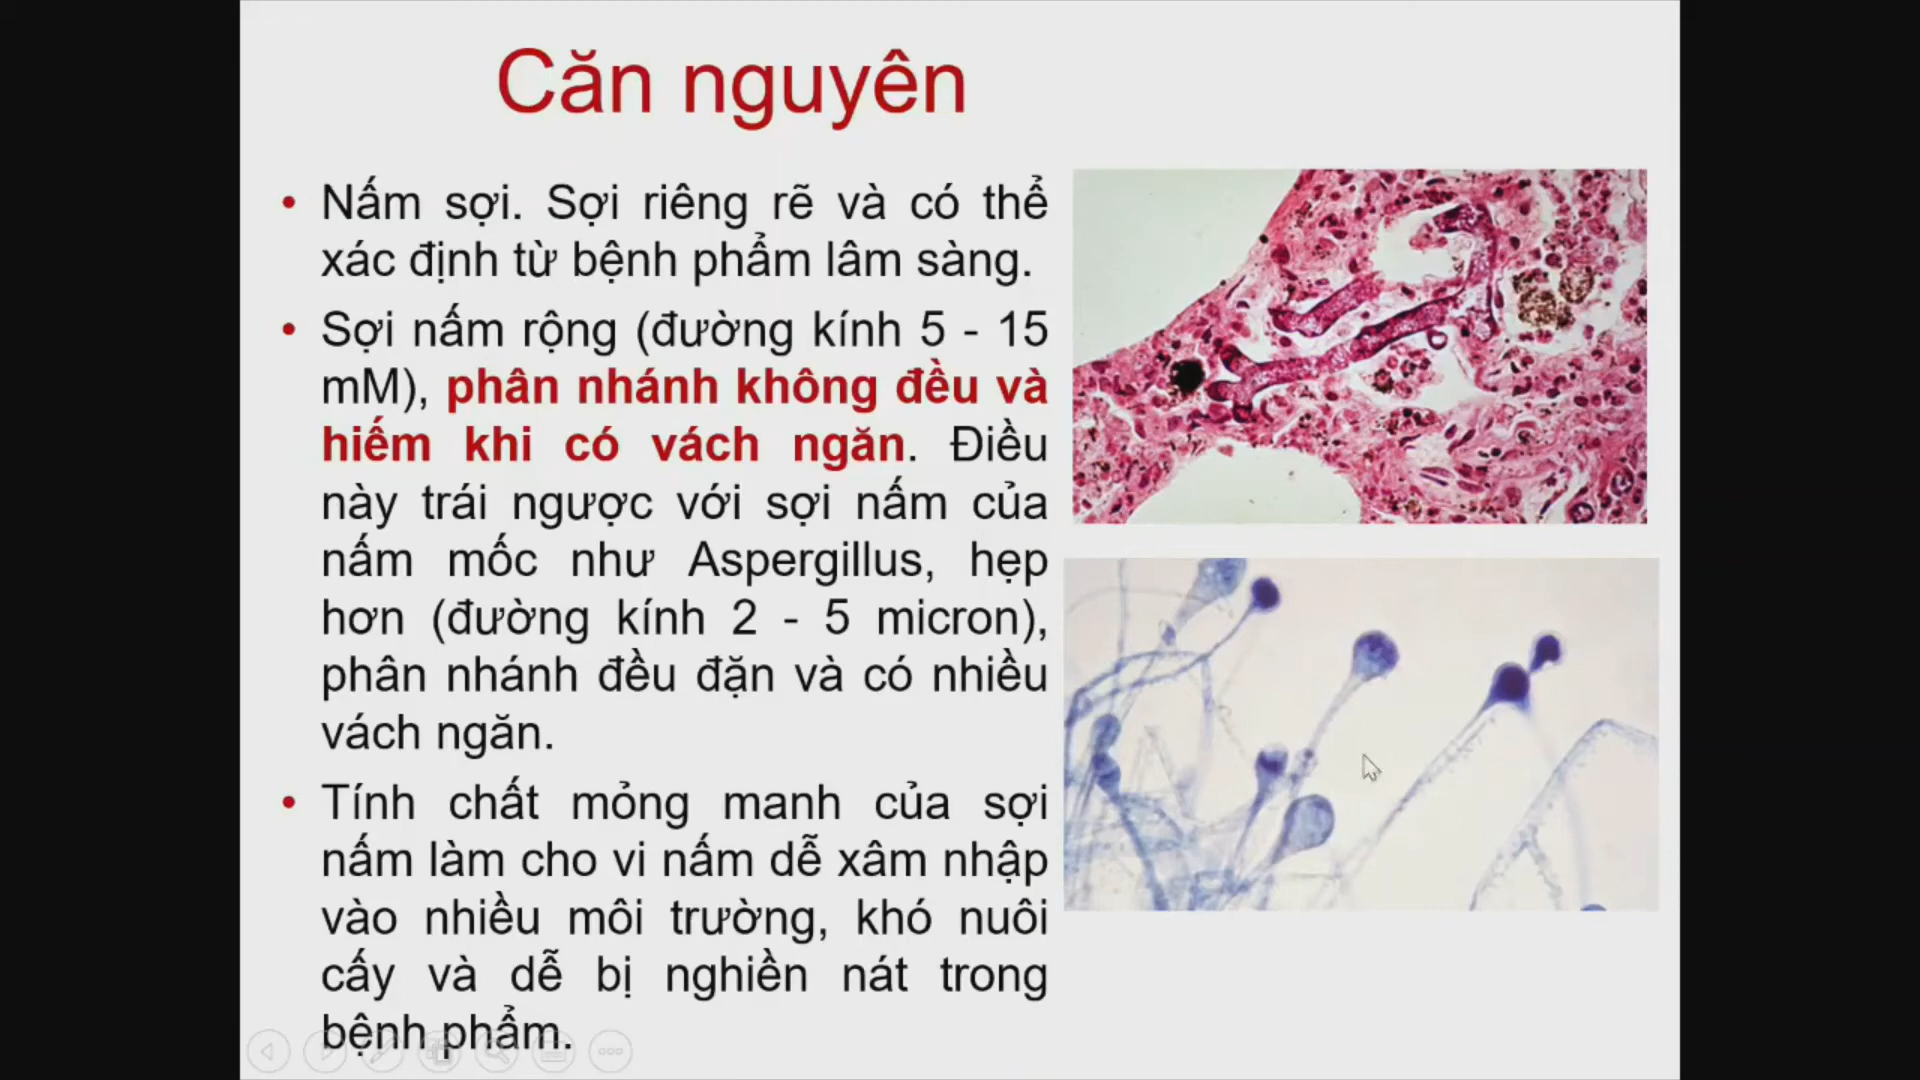 Căn nguyên
• Nấm sợi. Sợi riêng rẽ và có thể
xác định từ bệnh phẩm lâm sàng.
• Sợi nấm rộng (đường kính 5 - 15
mM), phân nhánh không đều và
hiếm khi có vách ngăn. Điều
này trái ngược với sợi nấm của
nấm mốc như Aspergillus, hẹp
hơn (đường kính 2 - 5 micron),
phân nhánh đều đặn và có nhiều
vách ngăn.
• Tính chất mỏng manh của sợi
nấm làm cho vi nấm dễ xâm nhập
vào nhiều môi trường, khó nuôi
cấy và dễ bị nghiền nát trong
bệnh phẩm.